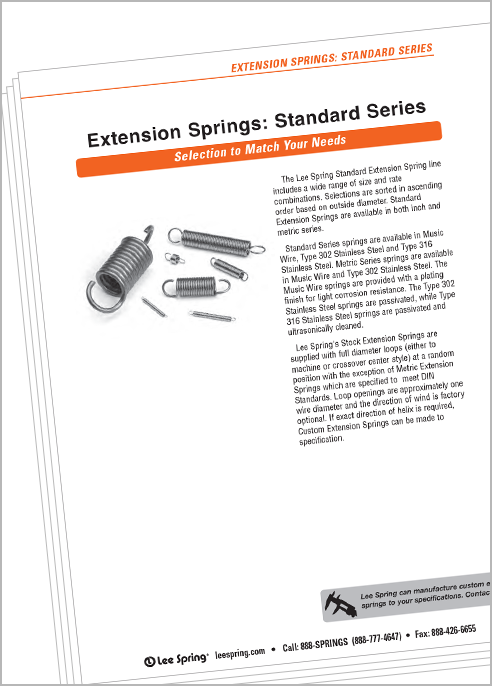 EXTENSION SPRINGS: STANDARD SERIES
Extension Springs: Standard Series
Selection to Match Your Needs
The Lee Spring Standard Extension Spring line
includes a wide range of size and rate
combinations. Selections are sorted in ascending
order based on outside diameter. Standard
Extension Springs are available in both inch and
metric series.
Standard Series springs are available in Music
Wire, Type 302 Stainless Steel and Type 316
Stainless Steel. Metric Series springs are available
in Music Wire and Type 302 Stainless Steel. The
Music Wire springs are provided with a plating
finish for light corrosion resistance. The Type 302
Stainless Steel springs are passivated, while Type
316 Stainless Steel springs are passivated and
ultrasonically cleaned.
Lee Spring's Stock Extension Springs are
supplied with full diameter loops (either to
machine or crossover center style) at a random
position with the exception of Metric Extension
Springs which are specified to meet DIN
Standards. Loop openings are approximately one
wire diameter and the direction of wind is factory
optional. If exact direction of helix is required,
Custom Extension Springs can be made to
specification.
Lee Spring can manufacture custom e
springs to your specifications. Contac
Lee Spring® leespring.com • Call: 888-SPRINGS (888-777-4647) • Fax: 888-426-6655